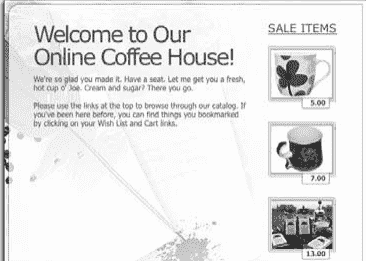 Welcome to Our
Online Coffee House!
We're so glad you made it. Have a seat. Let me get you a fresh,
hot cup o' Joe. Cream and sugar? There you go.
Please use the links at the top to browse through our catalog. If
you've been here before, you can find things you bookmarked
by clicking on your Wish List and Cart links.
SALE ITEMS
5.00
7.00
13.00